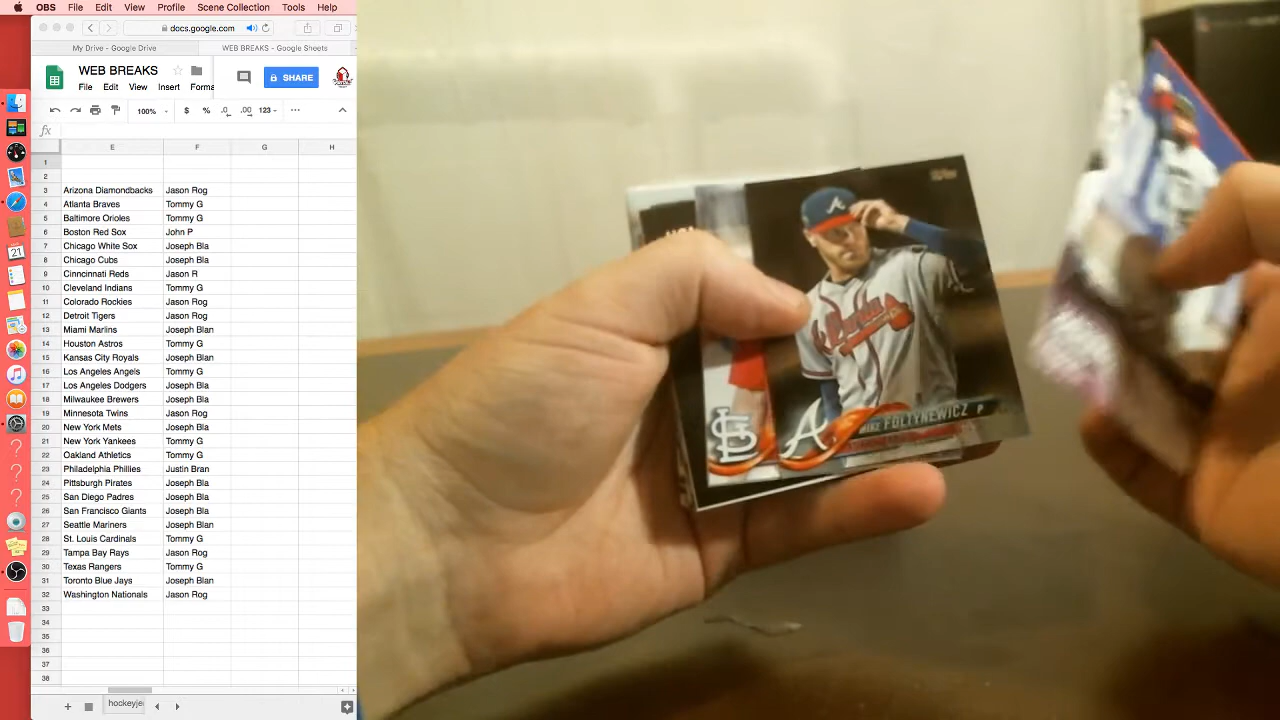 OBS File Edit View Profile Scene Collection Tools Help
docs.google.com
My Drive - Google Drive
WEB BREAKS - Google Sheets
WEB BREAKS
File Edit View Insert Forma
SHARE
100% $ % .0 .00 123
fx
E F G H
1
2
3 Arizona Diamondbacks Jason Rog
4 Atlanta Braves Tommy G
5 Baltimore Orioles Tommy G
6 Boston Red Sox John P
7 Chicago White Sox Joseph Bla
8 Chicago Cubs Joseph Bla
9 Cinncinnati Reds Jason R
10 Cleveland Indians Tommy G
11 Colorado Rockies Jason Rog
12 Detroit Tigers Jason Rog
13 Miami Marlins Joseph Blan
14 Houston Astros Tommy G
15 Kansas City Royals Joseph Blan
16 Los Angeles Angels Tommy G
17 Los Angeles Dodgers Joseph Bla
18 Milwaukee Brewers Joseph Bla
19 Minnesota Twins Jason Rog
20 New York Mets Joseph Bla
21 New York Yankees Tommy G
22 Oakland Athletics Tommy G
23 Philadelphia Phillies Justin Bran
24 Pittsburgh Pirates Joseph Bla
25 San Diego Padres Joseph Bla
26 San Francisco Giants Joseph Bla
27 Seattle Mariners Joseph Blan
28 St. Louis Cardinals Tommy G
29 Tampa Bay Rays Jason Rog
30 Texas Rangers Tommy G
31 Toronto Blue Jays Joseph Blan
32 Washington Nationals Jason Rog
33
34
35
36
37
38
hockeyje
A
Braves
MIKE FOLTYNEWICZ P
A
STL